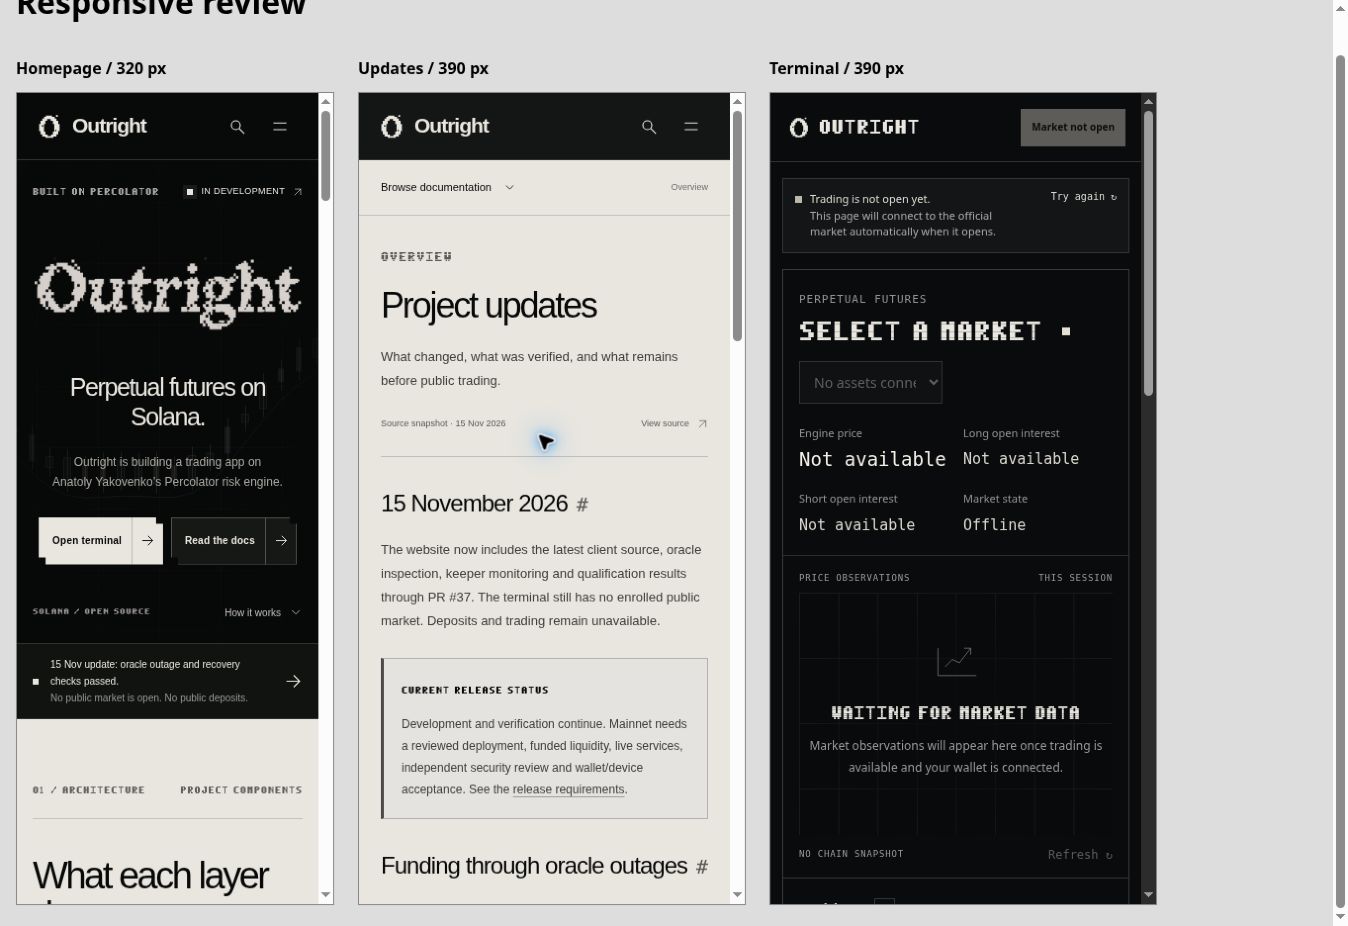 Responsive review
Homepage / 320 px
Outright
BUILT ON PERCOLATOR
IN DEVELOPMENT
Outright
Perpetual futures on
Solana.
Outright is building a trading app on
Anatoly Yakovenko's Percolator risk engine.
Open terminal
Read the docs
SOLANA / OPEN SOURCE
How it works
15 Nov update: oracle outage and recovery
checks passed.
No public market is open. No public deposits.
01 / ARCHITECTURE
PROJECT COMPONENTS
What each layer
Updates / 390 px
Outright
Browse documentation
Overview
OVERVIEW
Project updates
What changed, what was verified, and what remains
before public trading.
Source snapshot · 15 Nov 2026
View source
15 November 2026 #
The website now includes the latest client source, oracle
inspection, keeper monitoring and qualification results
through PR #37. The terminal still has no enrolled public
market. Deposits and trading remain unavailable.
CURRENT RELEASE STATUS
Development and verification continue. Mainnet needs
a reviewed deployment, funded liquidity, live services,
independent security review and wallet/device
acceptance. See the release requirements.
Funding through oracle outages #
Terminal / 390 px
OUTRIGHT
Market not open
Trading is not open yet.
This page will connect to the official
market automatically when it opens.
Try again ↻
PERPETUAL FUTURES
SELECT A MARKET
No assets conne
Engine price
Not available
Long open interest
Not available
Short open interest
Not available
Market state
Offline
PRICE OBSERVATIONS
THIS SESSION
WAITING FOR MARKET DATA
Market observations will appear here once trading is
available and your wallet is connected.
NO CHAIN SNAPSHOT
Refresh ↻